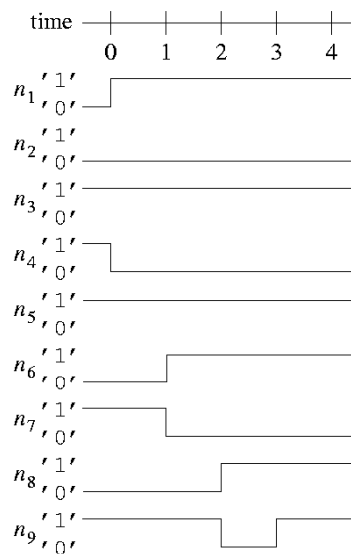 time
0 1 2 3 4
n1 '1'
'0'
n2 '1'
'0'
n3 '1'
'0'
n4 '1'
'0'
n5 '1'
'0'
n6 '1'
'0'
n7 '1'
'0'
n8 '1'
'0'
n9 '1'
'0'